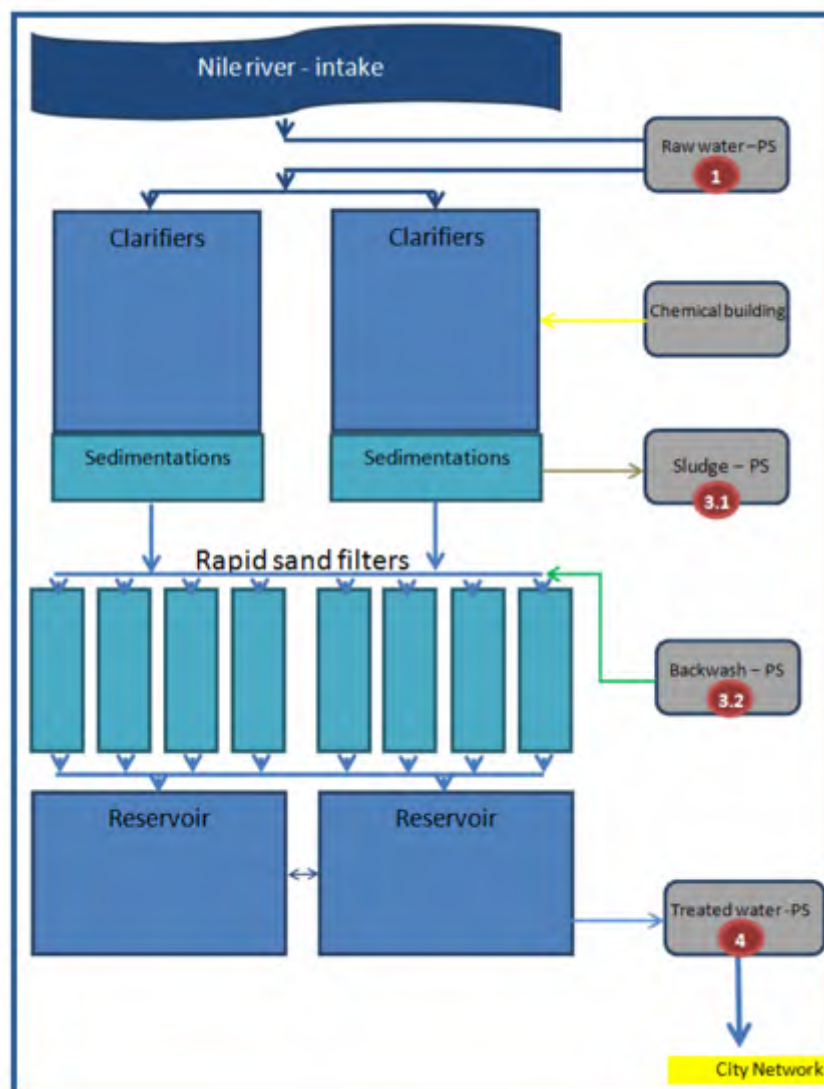 Nile river - intake
Raw water –PS
1
Clarifiers
Clarifiers
Chemical building
Sedimentations
Sedimentations
Sludge – PS
3.1
Rapid sand filters
Backwash – PS
3.2
Reservoir
Reservoir
Treated water -PS
4
City Network